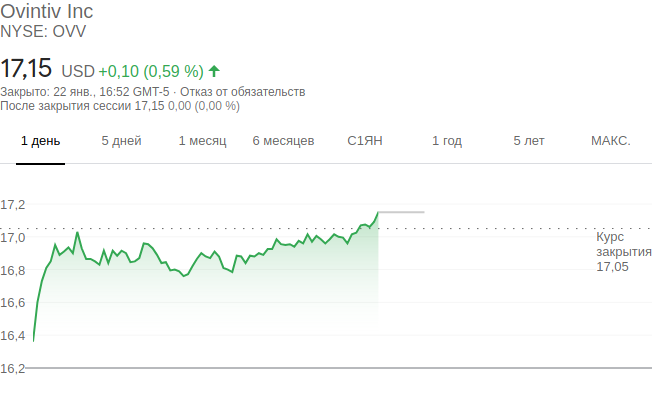 Ovintiv Inc
NYSE: OVV
17,15 USD +0,10 (0,59 %)
Закрыто: 22 янв., 16:52 GMT-5 · Отказ от обязательств
После закрытия сессии 17,15 0,00 (0,00 %)
1 день 5 дней 1 месяц 6 месяцев С1ЯН 1 год 5 лет МАКС.
17,2
17,0
16,8
16,6
16,4
16,2
Курс
закрытия
17,05